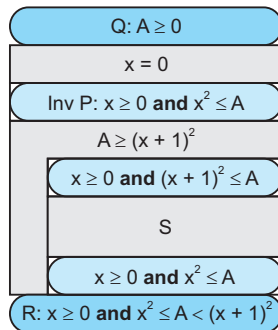 Q: A ≥ 0
x = 0
Inv P: x ≥ 0 and x² ≤ A
A ≥ (x + 1)²
x ≥ 0 and (x + 1)² ≤ A
S
x ≥ 0 and x² ≤ A
R: x ≥ 0 and x² ≤ A < (x + 1)²